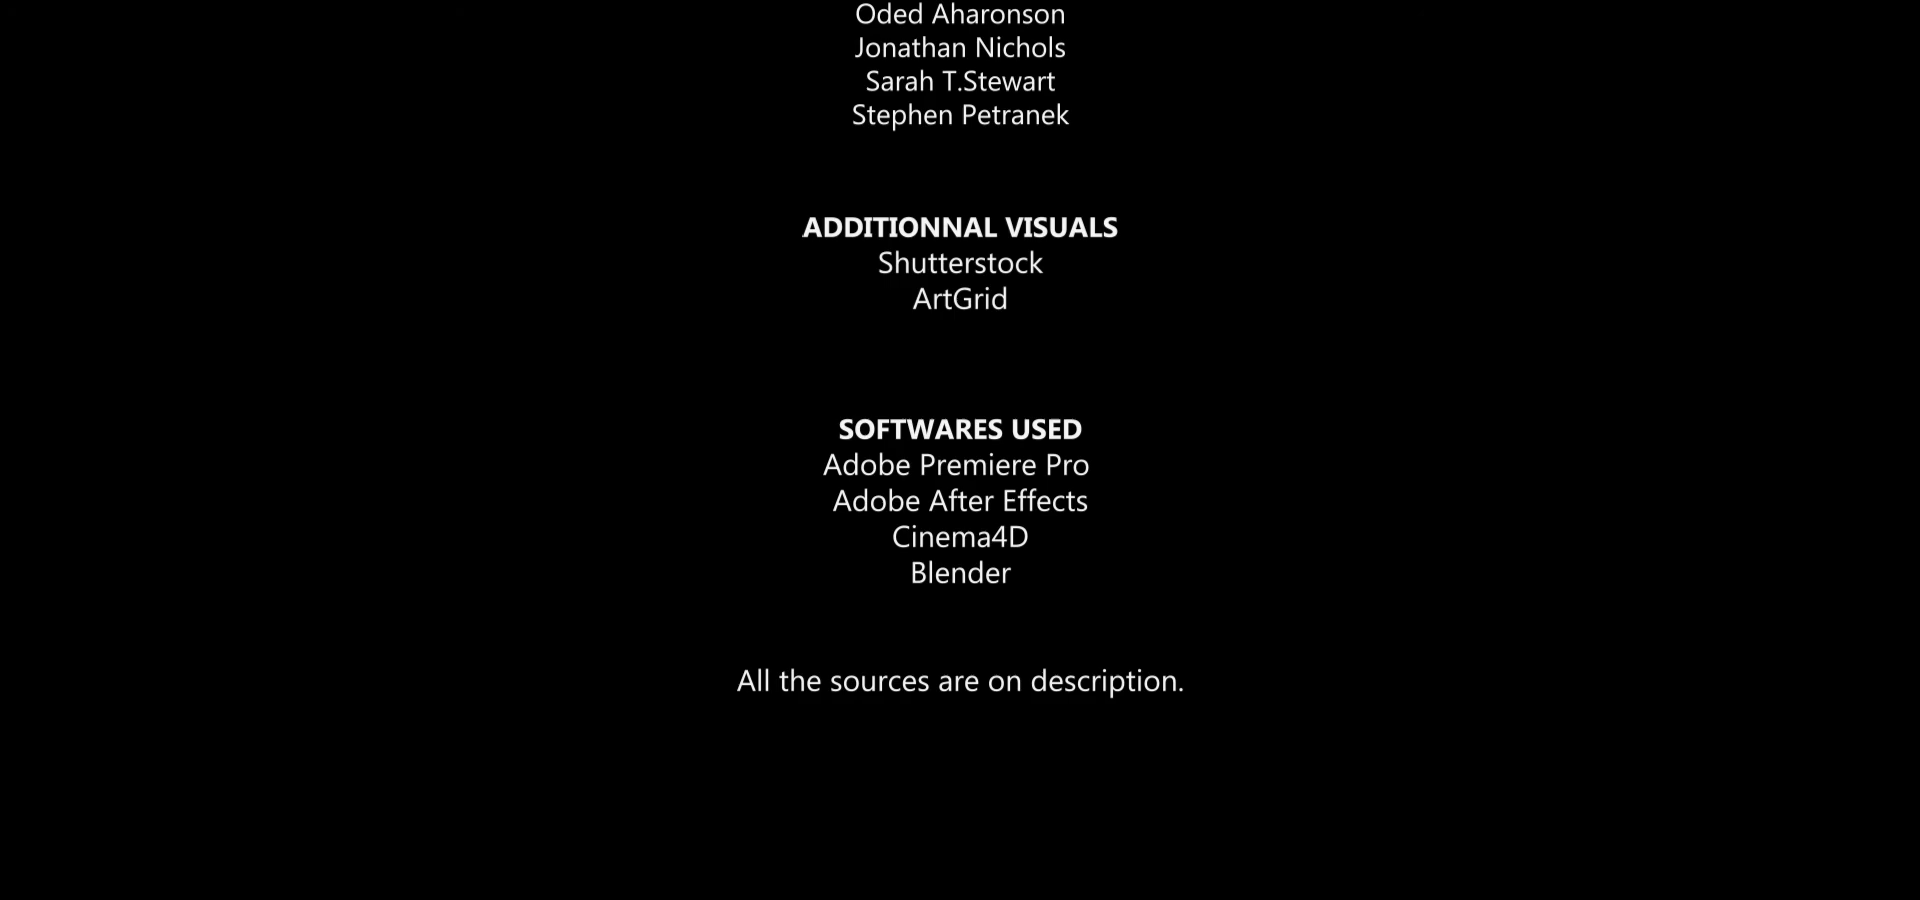 Oded Aharonson
Jonathan Nichols
Sarah T.Stewart
Stephen Petranek
ADDITIONNAL VISUALS
Shutterstock
ArtGrid
SOFTWARES USED
Adobe Premiere Pro
Adobe After Effects
Cinema4D
Blender
All the sources are on description.